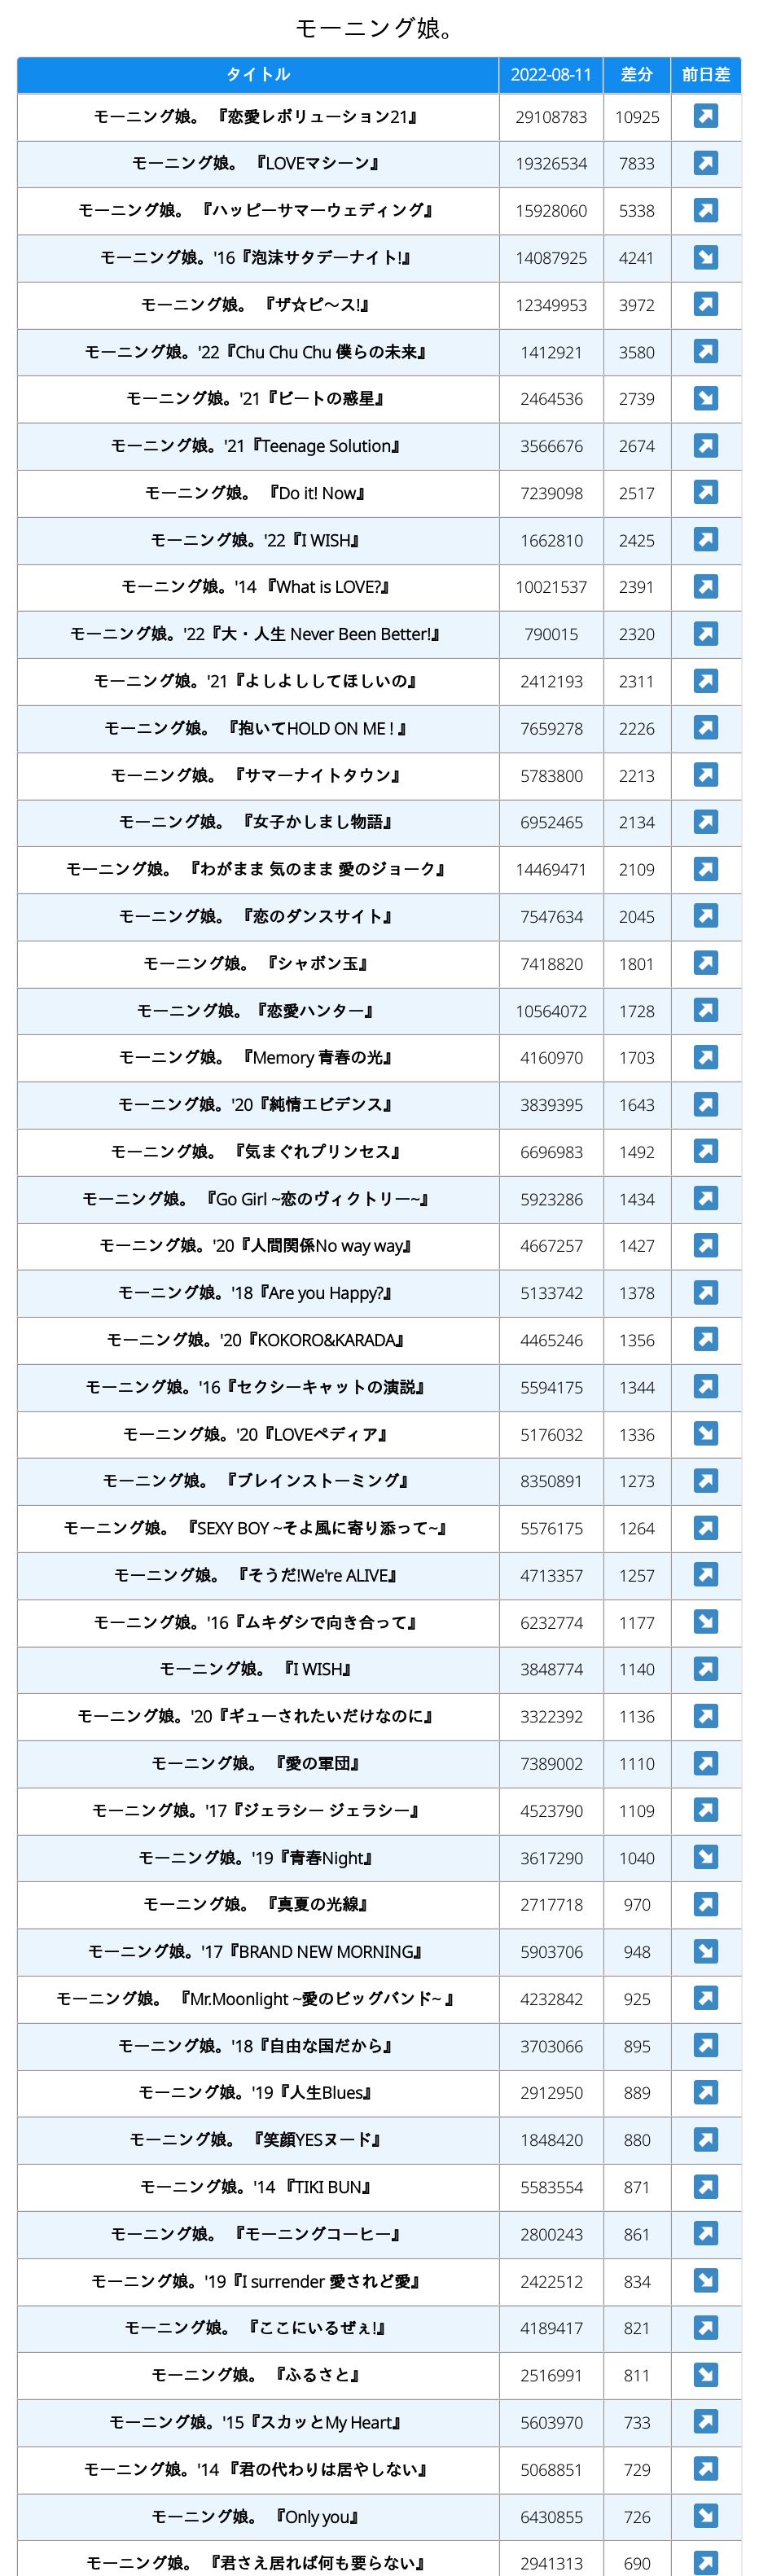 モーニング娘。
タイトル 2022-08-11 差分 前日差
モーニング娘。 『恋愛レボリューション21』 29108783 10925
モーニング娘。 『LOVEマシーン』 19326534 7833
モーニング娘。 『ハッピーサマーウェディング』 15928060 5338
モーニング娘。'16『泡沫サタデーナイト!』 14087925 4241
モーニング娘。 『ザ☆ピ〜ス!』 12349953 3972
モーニング娘。'22『Chu Chu Chu 僕らの未来』 1412921 3580
モーニング娘。'21『ビートの惑星』 2464536 2739
モーニング娘。'21『Teenage Solution』 3566676 2674
モーニング娘。 『Do it! Now』 7239098 2517
モーニング娘。'22『I WISH』 1662810 2425
モーニング娘。'14 『What is LOVE?』 10021537 2391
モーニング娘。'22『大・人生 Never Been Better!』 790015 2320
モーニング娘。'21『よしよししてほしいの』 2412193 2311
モーニング娘。 『抱いてHOLD ON ME ! 』 7659278 2226
モーニング娘。 『サマーナイトタウン』 5783800 2213
モーニング娘。 『女子かしまし物語』 6952465 2134
モーニング娘。 『わがまま 気のまま 愛のジョーク』 14469471 2109
モーニング娘。 『恋のダンスサイト』 7547634 2045
モーニング娘。 『シャボン玉』 7418820 1801
モーニング娘。『恋愛ハンター』 10564072 1728
モーニング娘。 『Memory 青春の光』 4160970 1703
モーニング娘。'20『純情エビデンス』 3839395 1643
モーニング娘。 『気まぐれプリンセス』 6696983 1492
モーニング娘。 『Go Girl ~恋のヴィクトリー~』 5923286 1434
モーニング娘。'20『人間関係No way way』 4667257 1427
モーニング娘。'18『Are you Happy?』 5133742 1378
モーニング娘。'20『KOKORO&KARADA』 4465246 1356
モーニング娘。'16『セクシーキャットの演説』 5594175 1344
モーニング娘。'20『LOVEペディア』 5176032 1336
モーニング娘。 『ブレインストーミング』 8350891 1273
モーニング娘。 『SEXY BOY ~そよ風に寄り添って~』 5576175 1264
モーニング娘。 『そうだ!We're ALIVE』 4713357 1257
モーニング娘。'16『ムキダシで向き合って』 6232774 1177
モーニング娘。 『I WISH』 3848774 1140
モーニング娘。'20『ギューされたいだけなのに』 3322392 1136
モーニング娘。 『愛の軍団』 7389002 1110
モーニング娘。'17『ジェラシー ジェラシー』 4523790 1109
モーニング娘。'19『青春Night』 3617290 1040
モーニング娘。 『真夏の光線』 2717718 970
モーニング娘。'17『BRAND NEW MORNING』 5903706 948
モーニング娘。 『Mr.Moonlight ~愛のビッグバンド~ 』 4232842 925
モーニング娘。'18『自由な国だから』 3703066 895
モーニング娘。'19『人生Blues』 2912950 889
モーニング娘。 『笑顔YESヌード』 1848420 880
モーニング娘。'14 『TIKI BUN』 5583554 871
モーニング娘。 『モーニングコーヒー』 2800243 861
モーニング娘。'19『I surrender 愛されど愛』 2422512 834
モーニング娘。 『ここにいるぜぇ!』 4189417 821
モーニング娘。 『ふるさと』 2516991 811
モーニング娘。'15『スカッとMy Heart』 5603970 733
モーニング娘。'14 『君の代わりは居やしない』 5068851 729
モーニング娘。 『Only you』 6430855 726
モーニング娘。 『君さえ居れば何も要らない』 2941313 690